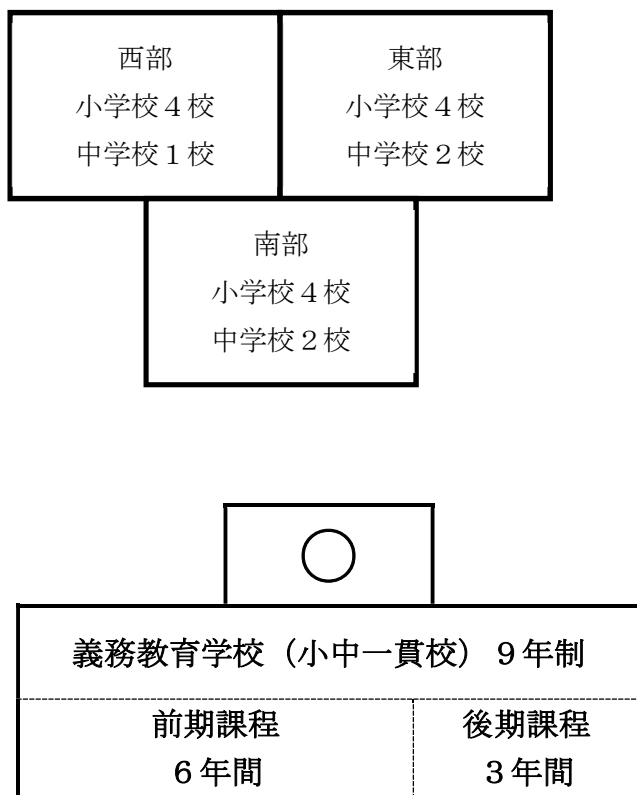 西部
小学校４校
中学校１校
東部
小学校４校
中学校２校
南部
小学校４校
中学校２校
義務教育学校（小中一貫校）９年制
前期課程
６年間
後期課程
３年間